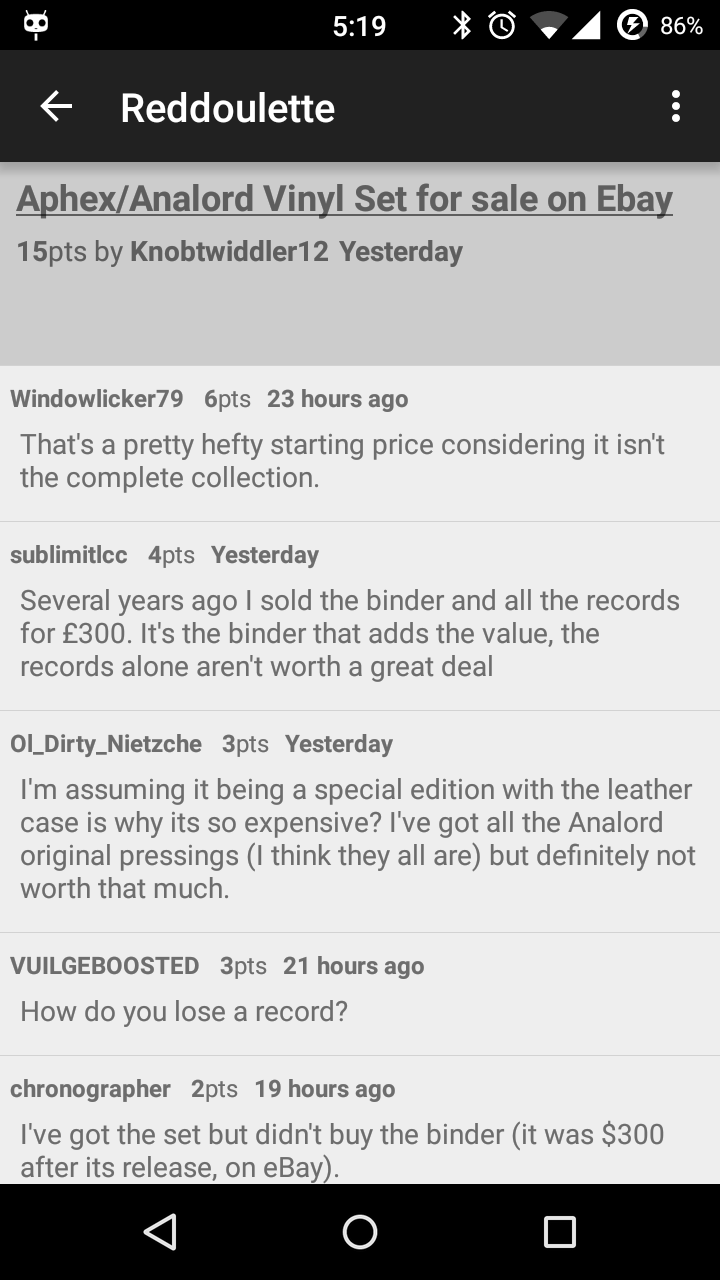 5:19 86%
Reddoulette
Aphex/Analord Vinyl Set for sale on Ebay
15pts by Knobtwiddler12 Yesterday
Windowlicker79 6pts 23 hours ago
That's a pretty hefty starting price considering it isn't
the complete collection.
sublimitlcc 4pts Yesterday
Several years ago I sold the binder and all the records
for £300. It's the binder that adds the value, the
records alone aren't worth a great deal
Ol_Dirty_Nietzche 3pts Yesterday
I'm assuming it being a special edition with the leather
case is why its so expensive? I've got all the Analord
original pressings (I think they all are) but definitely not
worth that much.
VUILGEBOOSTED 3pts 21 hours ago
How do you lose a record?
chronographer 2pts 19 hours ago
I've got the set but didn't buy the binder (it was $300
after its release, on eBay).